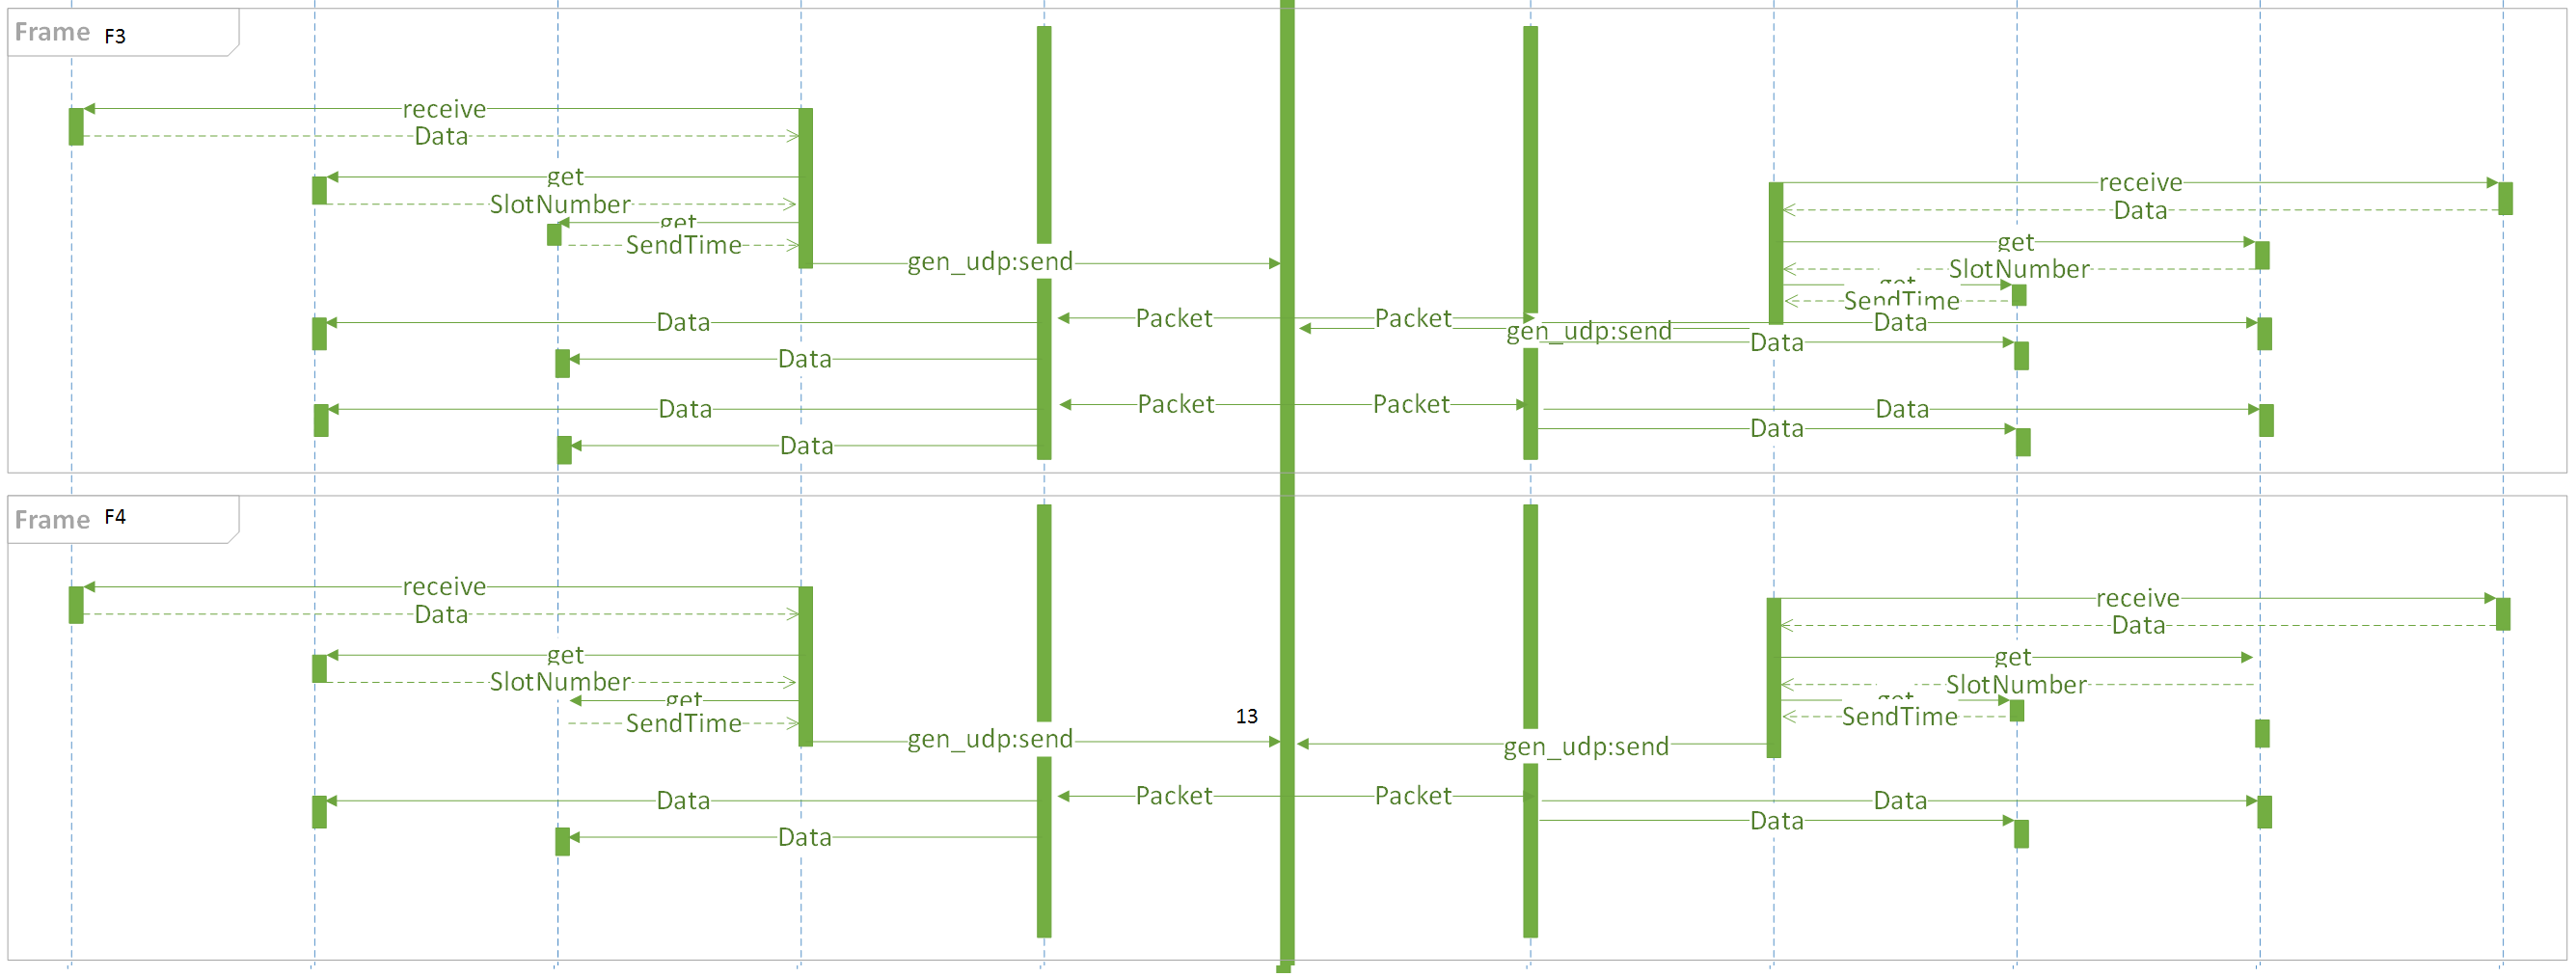 Frame F3
receive
Data
get
SlotNumber
get
SendTime
gen_udp:send
receive
Data
get
SlotNumber
get
SendTime
Data
Packet
Packet
gen_udp:send
Data
Data
Data
Data
Packet
Packet
Data
Data
Data
Frame F4
receive
Data
get
SlotNumber
get
SendTime
13
gen_udp:send
receive
Data
get
SlotNumber
get
SendTime
gen_udp:send
Data
Packet
Packet
Data
Data
Data